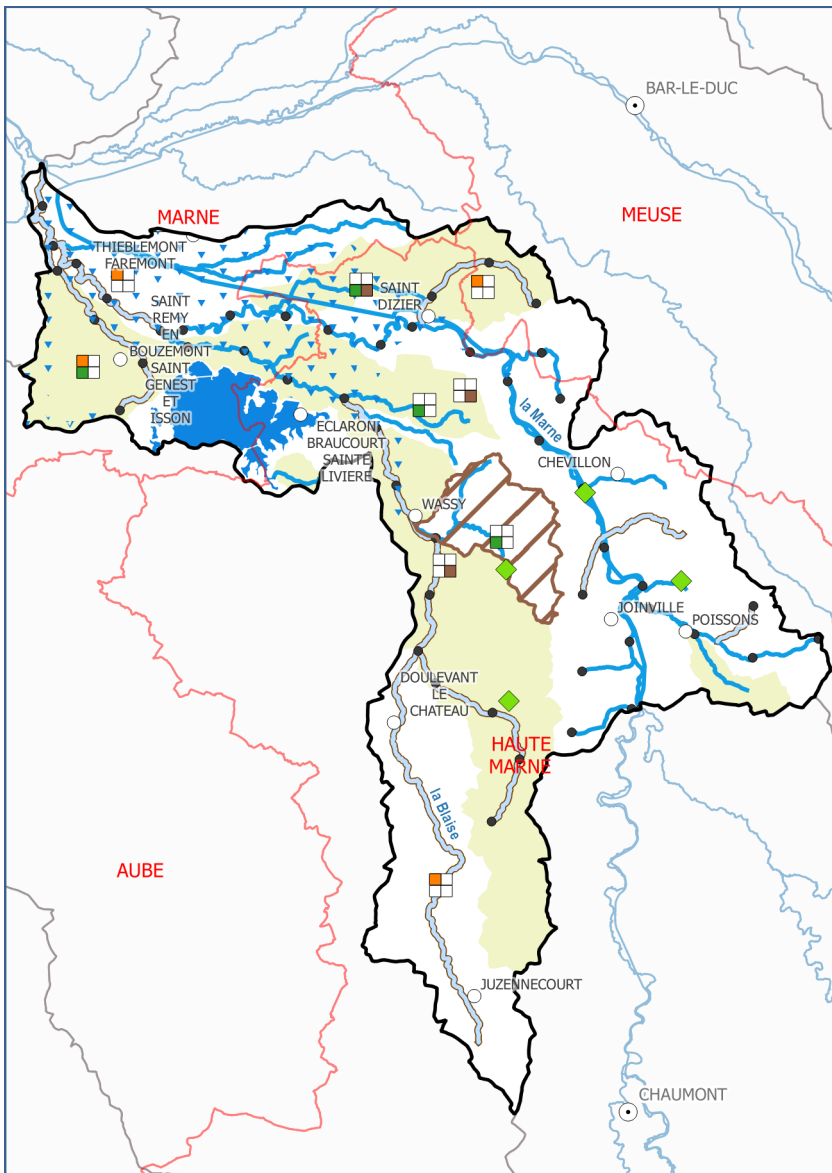 BAR-LE-DUC
MARNE
MEUSE
THIEBLEMONT
FAREMONT
SAINT
DIZIER
SAINT
REMY
EN
BOUZEMONT
SAINT
GENEST
ET
ISSON
la Marne
ECLARON
BRAUCOURT
SAINTE
LIVIERE
CHEVILLON
WASSY
JOINVILLE
POISSONS
DOULEVANT
LE
CHATEAU
HAUTE
MARNE
la Blaise
AUBE
JUZENNECOURT
CHAUMONT